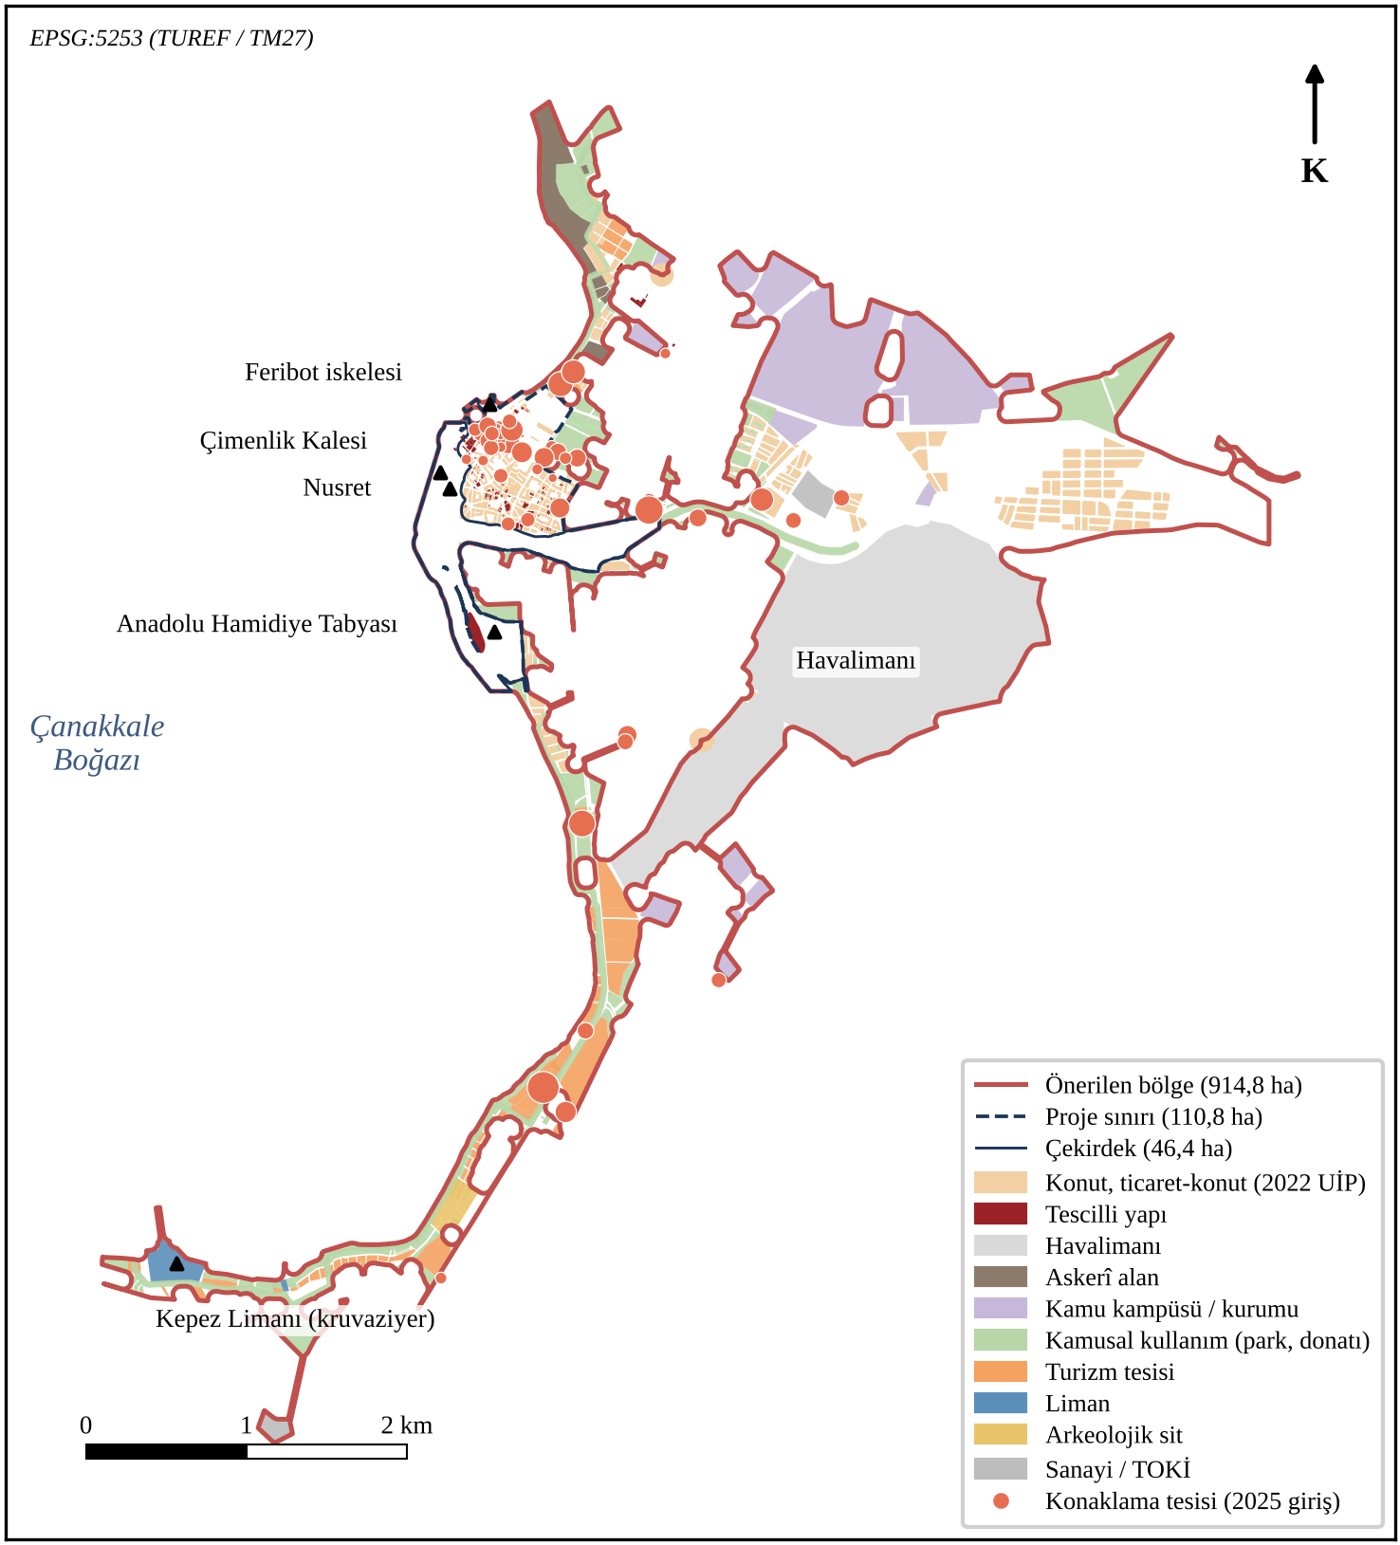 EPSG:5253 (TUREF / TM27)
K
Feribot iskelesi
Çimenlik Kalesi
Nusret
Anadolu Hamidiye Tabyası
Havalimanı
Çanakkale
Boğazı
Kepez Limanı (kruvaziyer)
0 1 2 km
Önerilen bölge (914,8 ha)
Proje sınırı (110,8 ha)
Çekirdek (46,4 ha)
Konut, ticaret-konut (2022 UİP)
Tescilli yapı
Havalimanı
Askerî alan
Kamu kampüsü / kurumu
Kamusal kullanım (park, donatı)
Turizm tesisi
Liman
Arkeolojik sit
Sanayi / TOKİ
Konaklama tesisi (2025 giriş)